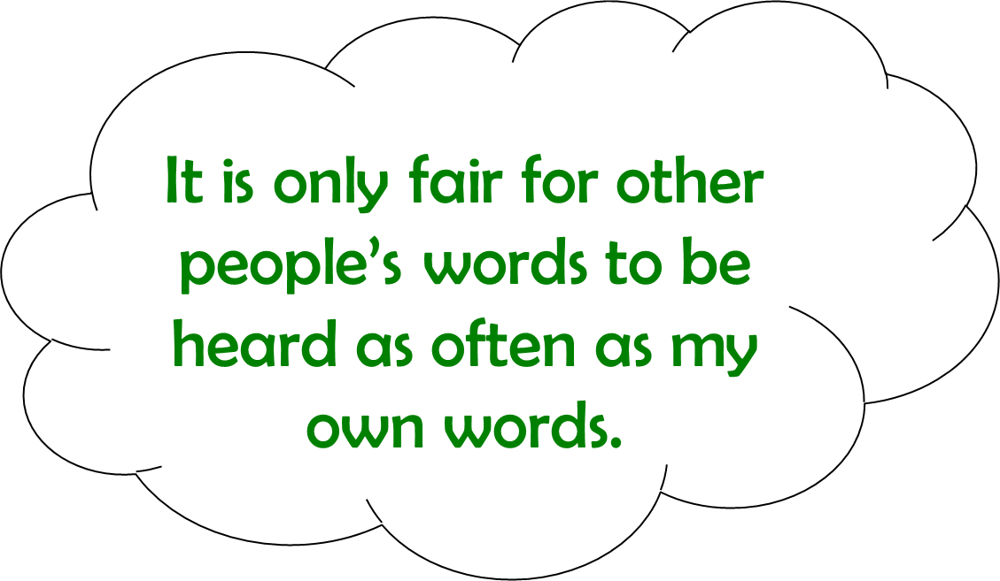 It is only fair for other
people’s words to be
heard as often as my
own words.